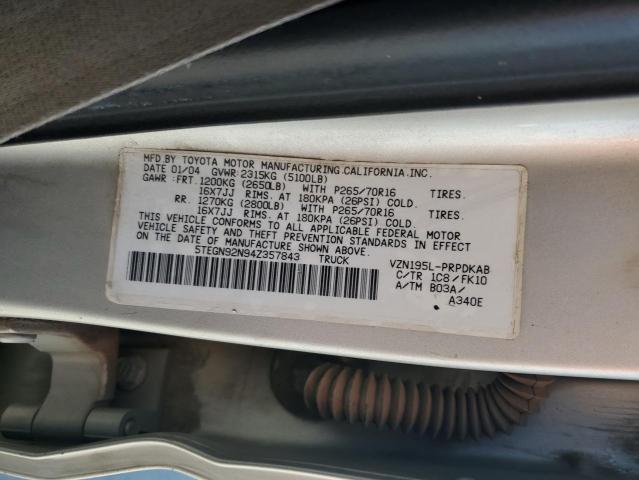 MFD.BY TOYOTA MOTOR MANUFACTURING,CALIFORNIA,INC.
DATE 01/04 GVWR:2315KG (5100LB)
GAWR: FRT.1200KG (2650LB) WITH P265/70R16 TIRES.
16X7JJ RIMS. AT 180KPA (26PSI) COLD.
RR. 1270KG (2800LB) WITH P265/70R16 TIRES.
16X7JJ RIMS. AT 180KPA (26PSI) COLD.
THIS VEHICLE CONFORMS TO ALL APPLICABLE FEDERAL MOTOR
VEHICLE SAFETY AND THEFT PREVENTION STANDARDS IN EFFECT
ON THE DATE OF MANUFACTURE SHOWN ABOVE.
5TEGN92N94Z357843 TRUCK
VZN195L-PRPDKAB
C/TR 1C8/FK10
A/TM B03A/
A340E